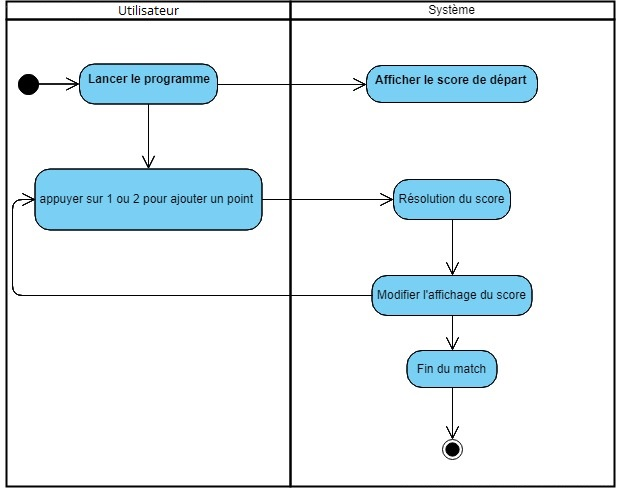 Utilisateur
Système
Lancer le programme
Afficher le score de départ
appuyer sur 1 ou 2 pour ajouter un point
Résolution du score
Modifier l'affichage du score
Fin du match